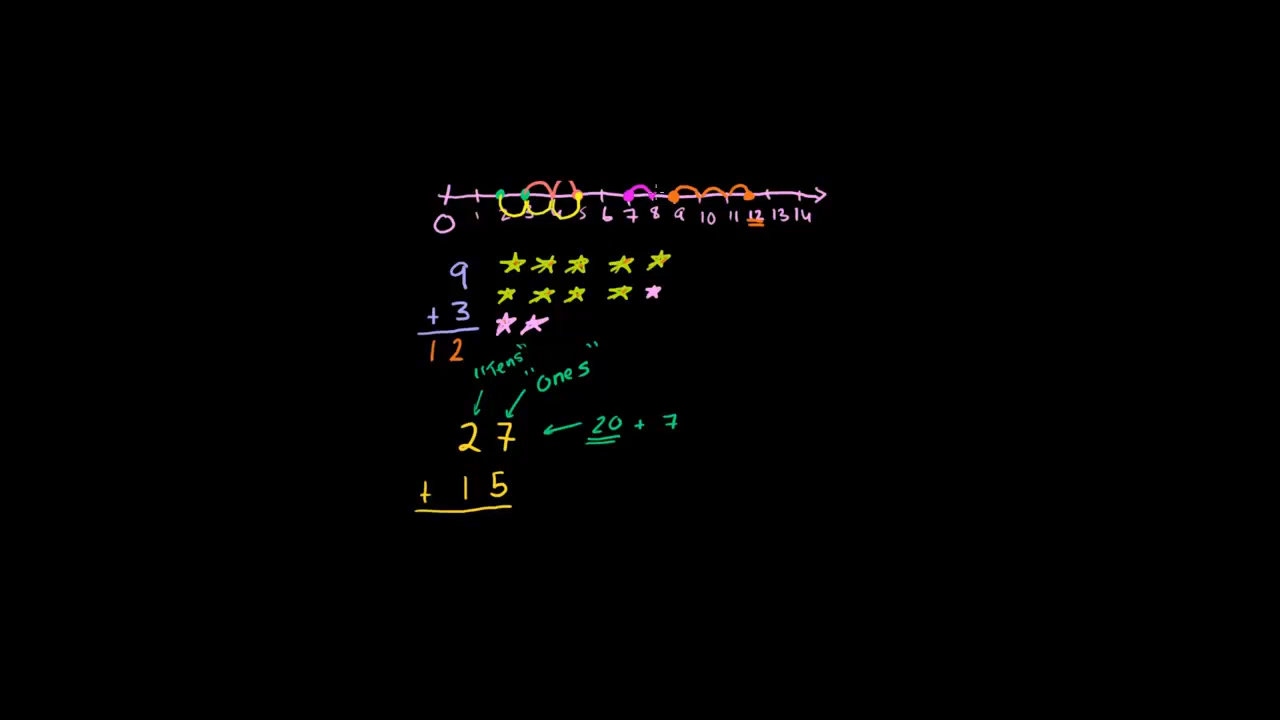 0 1 2 3 4 5 6 7 8 9 10 11 12 13 14
9
+ 3
12
"Tens" "ones"
27 ← 20 + 7
+ 15